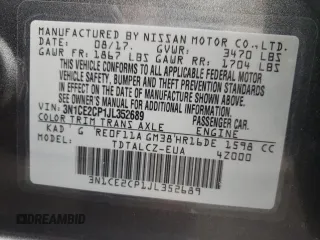 MANUFACTURED BY NISSAN MOTOR CO.,LTD.
DATE 08/17. GVWR: 3470 LBS
GAWR FR: 1867 LBS GAWR RR: 1704 LBS
THIS VEHICLE CONFORMS TO ALL APPLICABLE FEDERAL MOTOR
VEHICLE SAFETY, BUMPER AND THEFT PREVENTION STANDARDS
IN EFFECT ON THE DATE OF MANUFACTURE SHOWN ABOVE.
SEE OWNER'S MANUAL
VIN: 3N1CE2CP1JL352689 PASSENGER CAR.
COLOR TRIM TRANS AXLE ENGINE
KAD G RE0F11A GM38 HR16DE 1598 CC
MODEL TDTALCZ-EUA 4Z000
3N1CE2CP1JL352689
DREAMBID